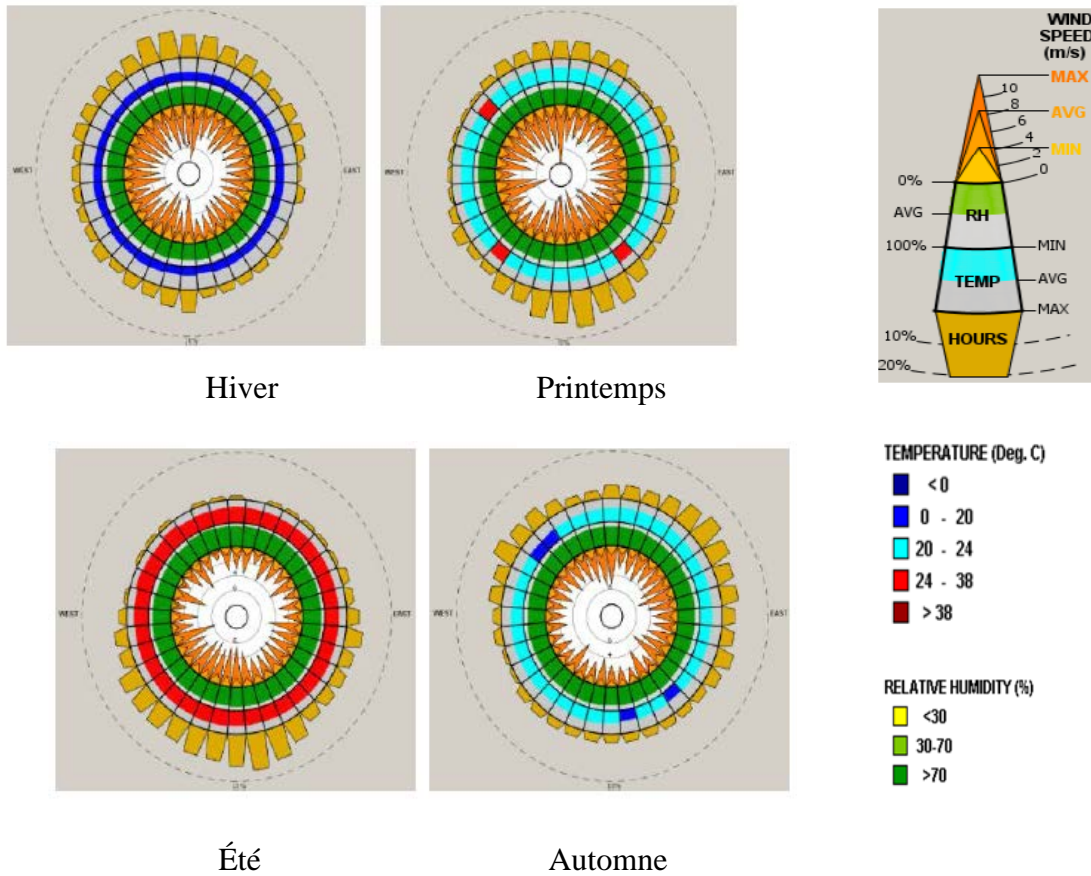 WEST
EAST
Hiver
WEST
EAST
Printemps
WIND
SPEED
(m/s)
MAX
10
8
AVG
6
4
MIN
2
0
0%
AVG
RH
100%
MIN
TEMP
AVG
MAX
HOURS
10%
20%
WEST
EAST
Été
WEST
EAST
Automne
TEMPERATURE (Deg. C)
< 0
0 - 20
20 - 24
24 - 38
> 38
RELATIVE HUMIDITY (%)
<30
30-70
>70